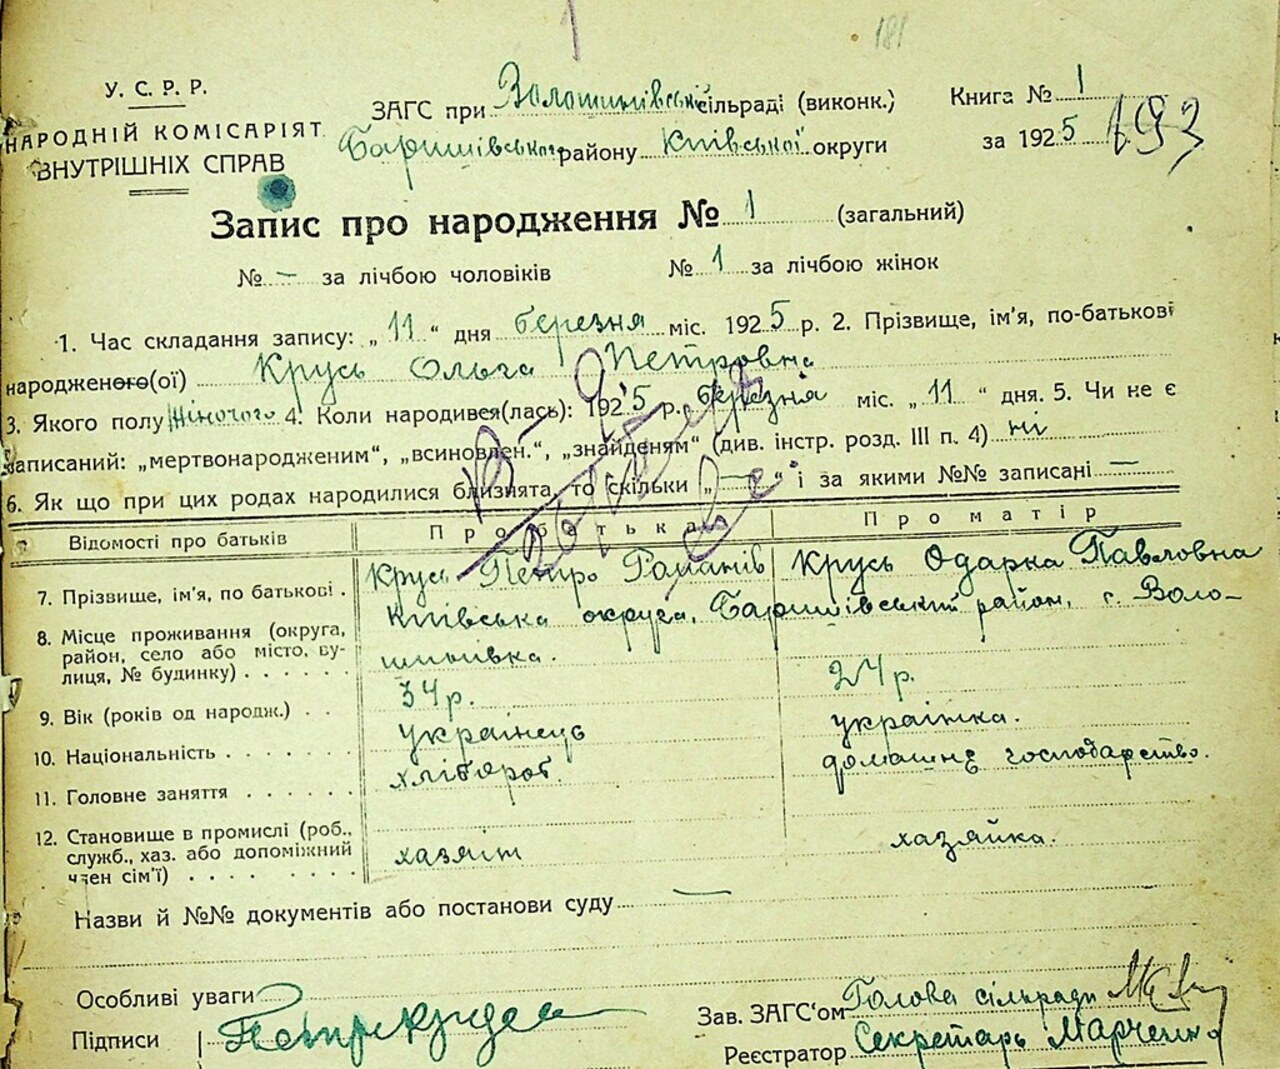 181
У. С. Р. Р.
НАРОДНІЙ КОМІСАРІЯТ
ВНУТРІШНІХ СПРАВ
ЗАГС при Волошинівській сільраді (виконк.)
Баришівського району Київської округи
Книга № 1
за 1925
193
Запис про народження № 1 (загальний)
№ — за лічбою чоловіків № 1 за лічбою жінок
1. Час складання запису: „11“ дня березня міс. 1925 р. 2. Прізвище, ім'я, по-батькові
народженого(ої) Крусь Ольга Петровна
3. Якого полу жіночого 4. Коли народився(лась): 1925 р. березня міс. „11“ дня. 5. Чи не є
записаний: „мертвонародженим“, „всиновлен.“, „знайденям“ (див. інстр. розд. III п. 4) ні
6. Як що при цих родах народилися близнята, то скільки „—“ і за якими №№ записані —
Відомості про батьків Про батька Про матір
7. Прізвище, ім'я, по батькові . Крусь Петро Романів Крусь Одарка Павловна
8. Місце проживання (округа, район, село або місто, вулиця, № будинку) . . . . . . Київська округа, Баришівський район, с. Воло-
шинівка.
9. Вік (років од народж.) . . 34 р. 24 р.
10. Національність . . . . . . українець українка.
11. Головне заняття . . . . . . хлібороб. домашнє господарство.
12. Становище в промислі (роб., служб., хаз. або допоміжний член сім'ї) . . . . . . . . хазяїн хазяйка.
Назви й №№ документів або постанови суду —
Особливі уваги
Підписи
Зав. ЗАГС'ом Голова сільради
Реєстратор Секретарь Марченко